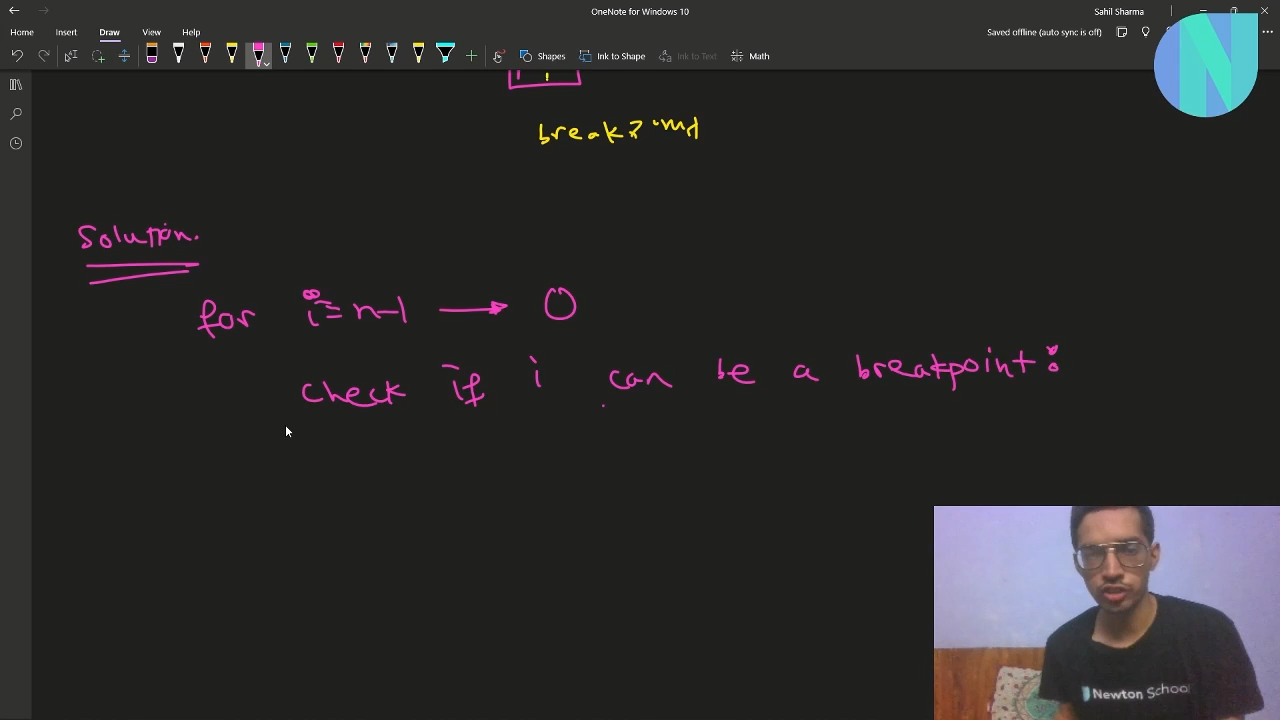 OneNote for Windows 10
Sahil Sharma
Home Insert Draw View Help
Saved offline (auto sync is off)
Shapes Ink to Shape Ink to Text Math
Solution.
for i=n-1 → 0
check if i can be a breakpoint:
Newton School